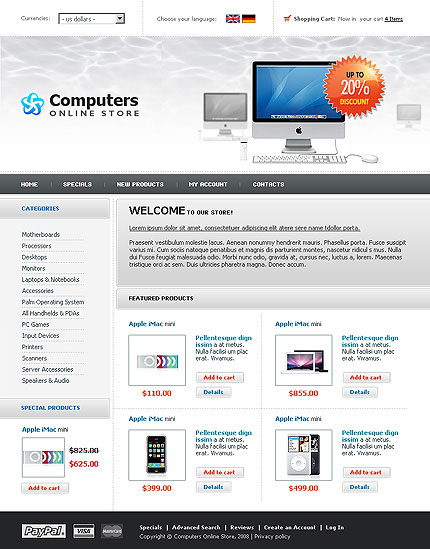 Currencies: - us dollars - Choose your language: Shopping Cart: Now in your cart 4 items
Computers
ONLINE STORE
UP TO
20%
DISCOUNT
HOME SPECIALS NEW PRODUCTS MY ACCOUNT CONTACTS
CATEGORIES
Motherboards
Processors
Desktops
Monitors
Laptops & Notebooks
Accessories
Palm Operating System
All Handhelds & PDAs
PC Games
Input Devices
Printers
Scanners
Server Accessories
Speakers & Audio
SPECIAL PRODUCTS
Apple iMac mini
$825.00
$625.00
Add to cart
WELCOME TO OUR STORE!
Lorem ipsum dolor sit amet, consectetuer adipiscing elit atere sere name tdollor porta.
Praesent vestibulum molestie lacus. Aenean nonummy hendrerit mauris. Phasellus porta. Fusce suscipit
varius mi. Cum sociis natoque penatibus et magnis dis parturient montes, nascetur ridiculus mus. Nulla
dui Fusce feugiat malesuada odio. Morbi nunc odio, gravida at, cursus nec, luctus a, lorem. Maecenas
tristique orci ac sem. Duis ultricies pharetra magna. Donec accum.
FEATURED PRODUCTS
Apple iMac mini
Pellentesque dign
issim a at metus.
Nulla facilisi um plac
erat. Vivamus.
Add to cart
$110.00 Details
Apple iMac mini
Pellentesque dign
issim a at metus.
Nulla facilisi um plac
erat. Vivamus.
Add to cart
$855.00 Details
Apple iMac mini
Pellentesque dign
issim a at metus.
Nulla facilisi um plac
erat. Vivamus.
Add to cart
$399.00 Details
Apple iMac mini
Pellentesque dign
issim a at metus.
Nulla facilisi um plac
erat. Vivamus.
Add to cart
$499.00 Details
PayPal VISA MasterCard
Specials | Advanced Search | Reviews | Create an Account | Log In
Copyright © Computers Online Store, 2008 | Privacy policy